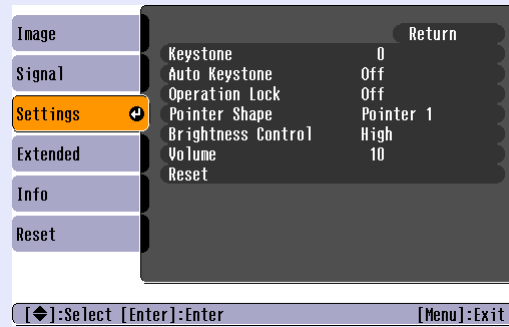 Image
Signal
Settings
Extended
Info
Reset
Return
Keystone 0
Auto Keystone Off
Operation Lock Off
Pointer Shape Pointer 1
Brightness Control High
Volume 10
Reset
[◆]:Select [Enter]:Enter [Menu]:Exit